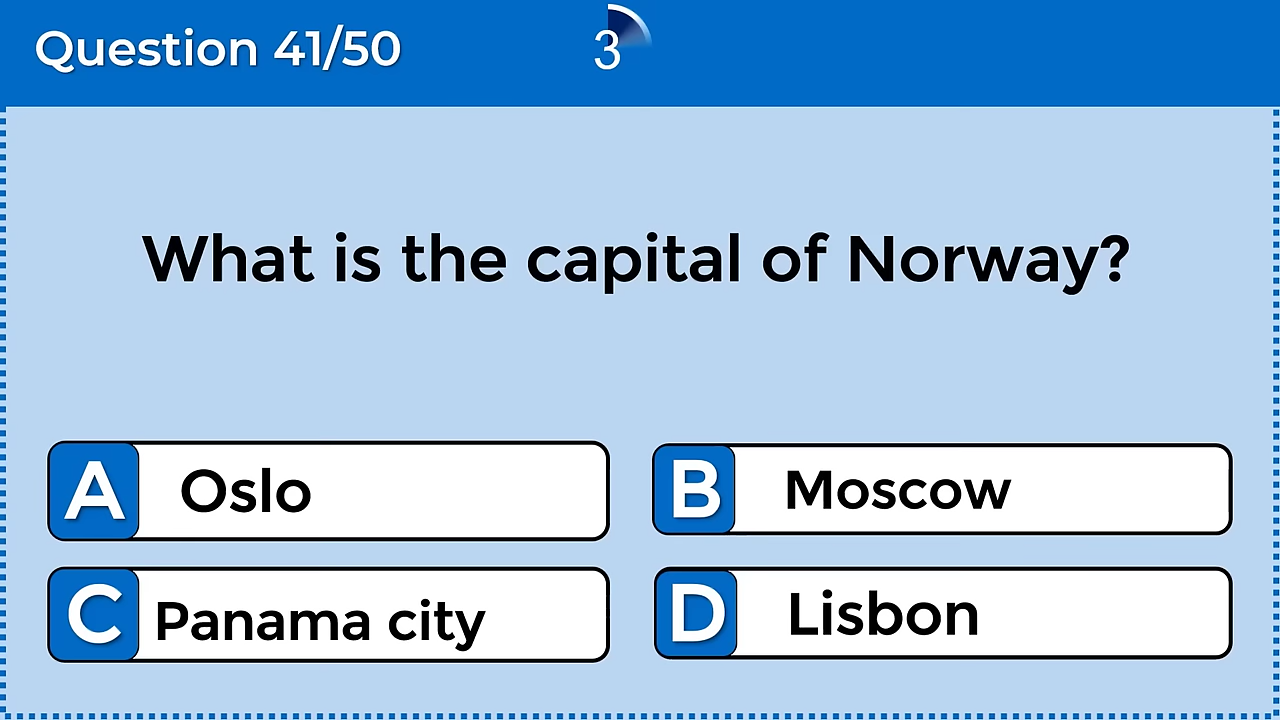 Question 41/50
3
What is the capital of Norway?
A Oslo
B Moscow
C Panama city
D Lisbon